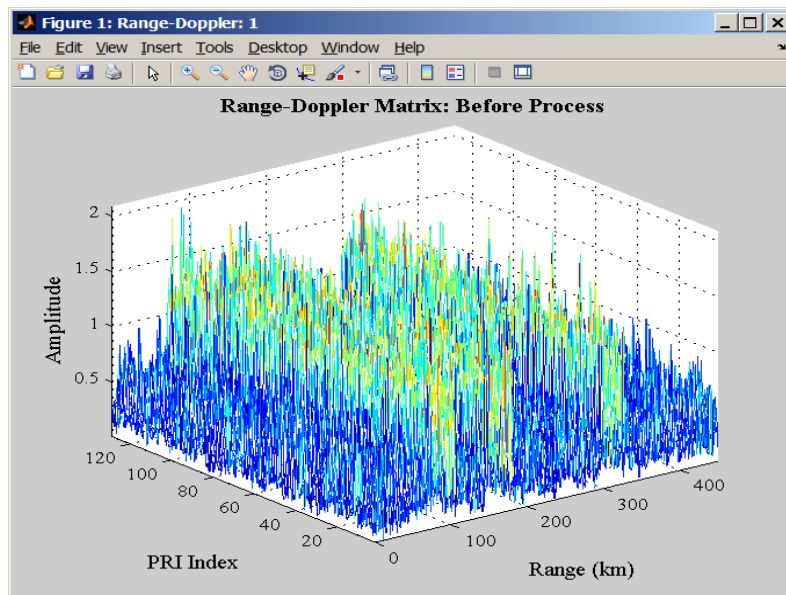 Figure 1: Range-Doppler: 1
File Edit View Insert Tools Desktop Window Help
Range-Doppler Matrix: Before Process
2
1.5
1
0.5
Amplitude
120
100
80
60
40
20
PRI Index
0
100
200
300
400
Range (km)